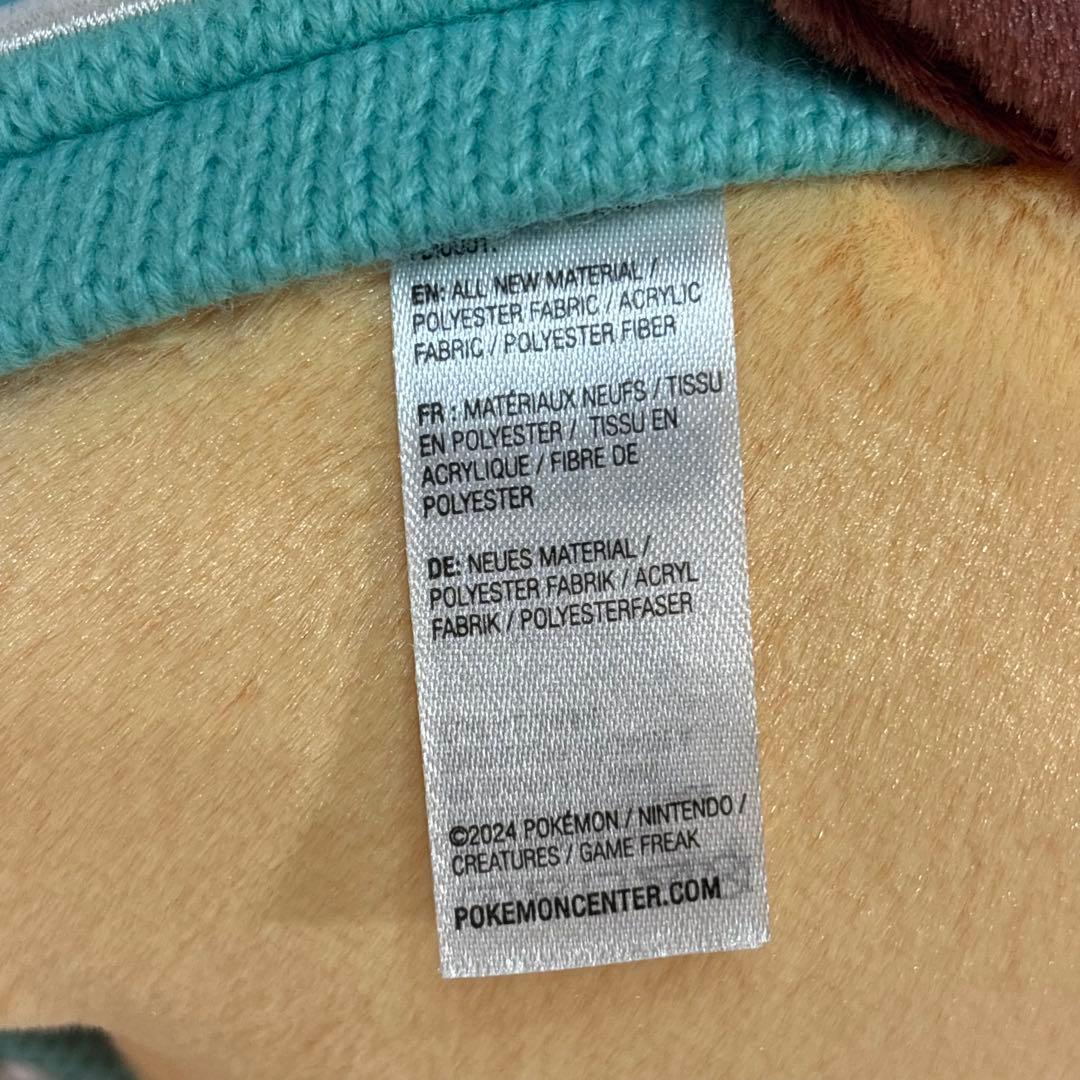 EN: ALL NEW MATERIAL /
POLYESTER FABRIC / ACRYLIC
FABRIC / POLYESTER FIBER
FR : MATÉRIAUX NEUFS / TISSU
EN POLYESTER / TISSU EN
ACRYLIQUE / FIBRE DE
POLYESTER
DE: NEUES MATERIAL /
POLYESTER FABRIK / ACRYL
FABRIK / POLYESTERFASER
©2024 POKÉMON / NINTENDO /
CREATURES / GAME FREAK
POKEMONCENTER.COM